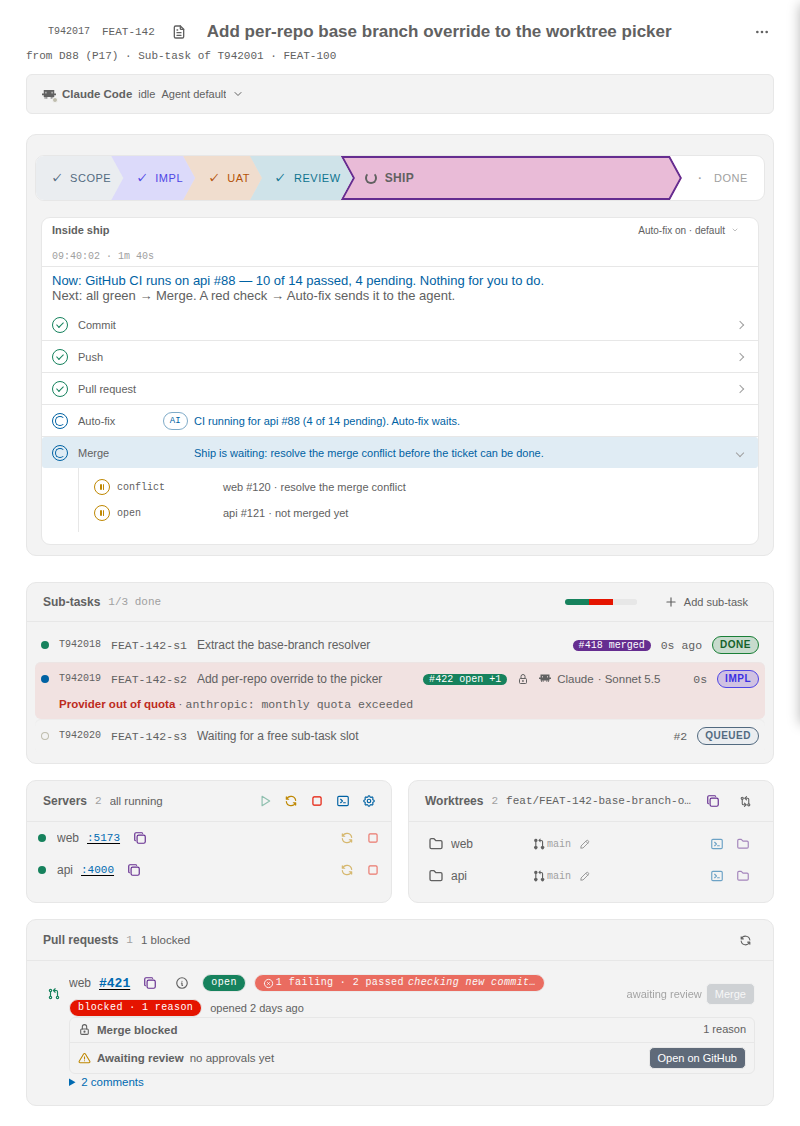 T942017 FEAT-142 Add per-repo base branch override to the worktree picker
from D88 (P17) · Sub-task of T942001 · FEAT-100
Claude Code idle Agent default
SCOPE IMPL UAT REVIEW SHIP DONE
Inside ship Auto-fix on · default
09:40:02 · 1m 40s
Now: GitHub CI runs on api #88 — 10 of 14 passed, 4 pending. Nothing for you to do.
Next: all green → Merge. A red check → Auto-fix sends it to the agent.
Commit
Push
Pull request
Auto-fix AI CI running for api #88 (4 of 14 pending). Auto-fix waits.
Merge Ship is waiting: resolve the merge conflict before the ticket can be done.
conflict web #120 · resolve the merge conflict
open api #121 · not merged yet
Sub-tasks 1/3 done + Add sub-task
T942018 FEAT-142-s1 Extract the base-branch resolver #418 merged 0s ago DONE
T942019 FEAT-142-s2 Add per-repo override to the picker #422 open +1 Claude · Sonnet 5.5 0s IMPL
Provider out of quota · anthropic: monthly quota exceeded
T942020 FEAT-142-s3 Waiting for a free sub-task slot #2 QUEUED
Servers 2 all running
web :5173
api :4000
Worktrees 2 feat/FEAT-142-base-branch-o…
web main
api main
Pull requests 1 1 blocked
web #421 open 1 failing · 2 passed checking new commit…
blocked · 1 reason opened 2 days ago
awaiting review Merge
Merge blocked 1 reason
Awaiting review no approvals yet Open on GitHub
2 comments